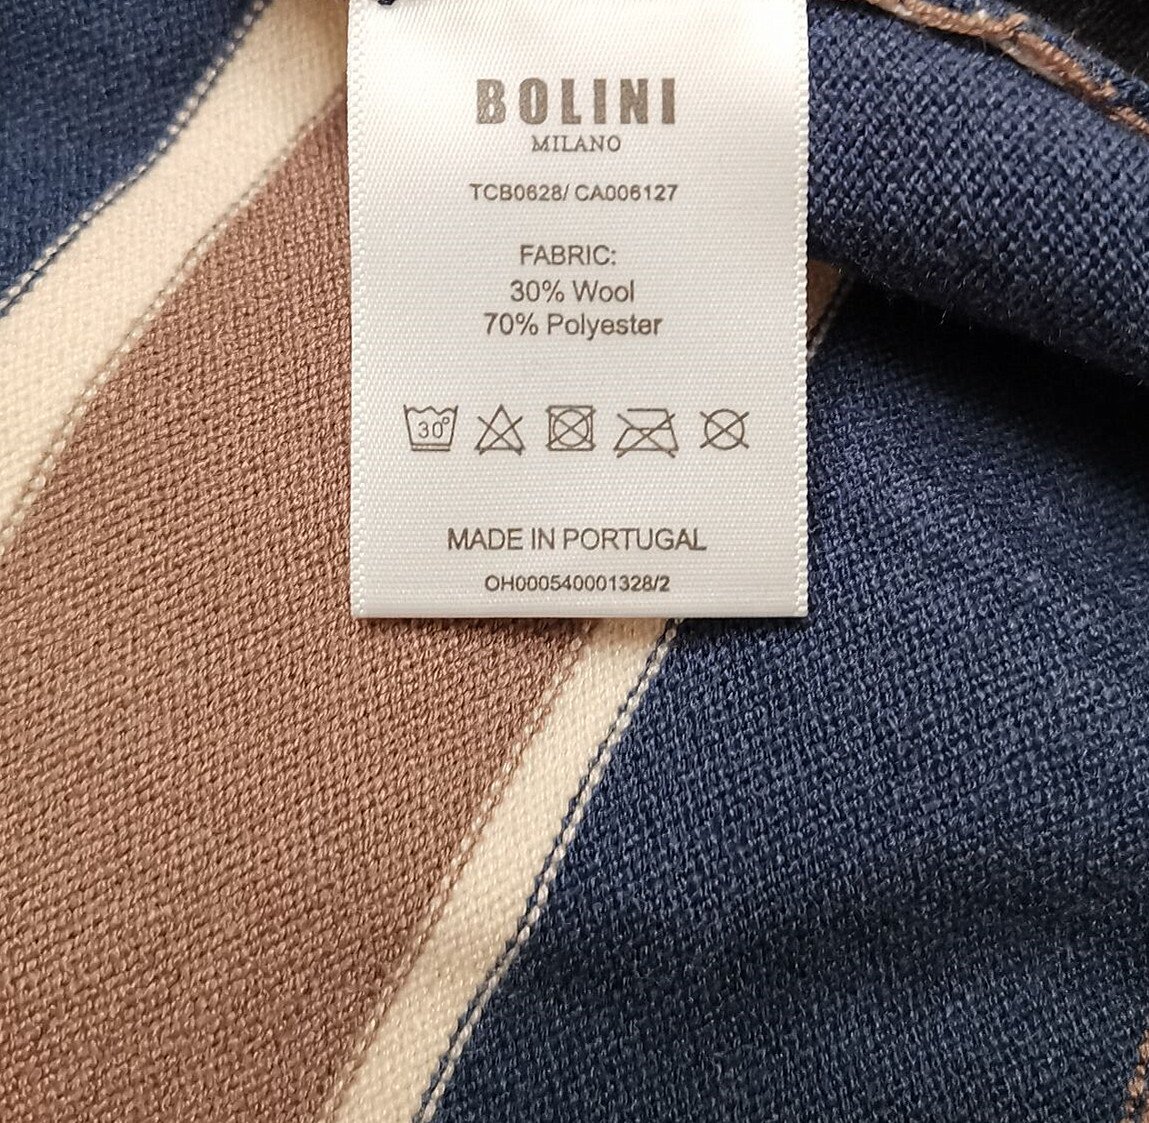 BOLINI
MILANO
TCB0628/ CA006127
FABRIC:
30% Wool
70% Polyester
30°
MADE IN PORTUGAL
OH000540001328/2